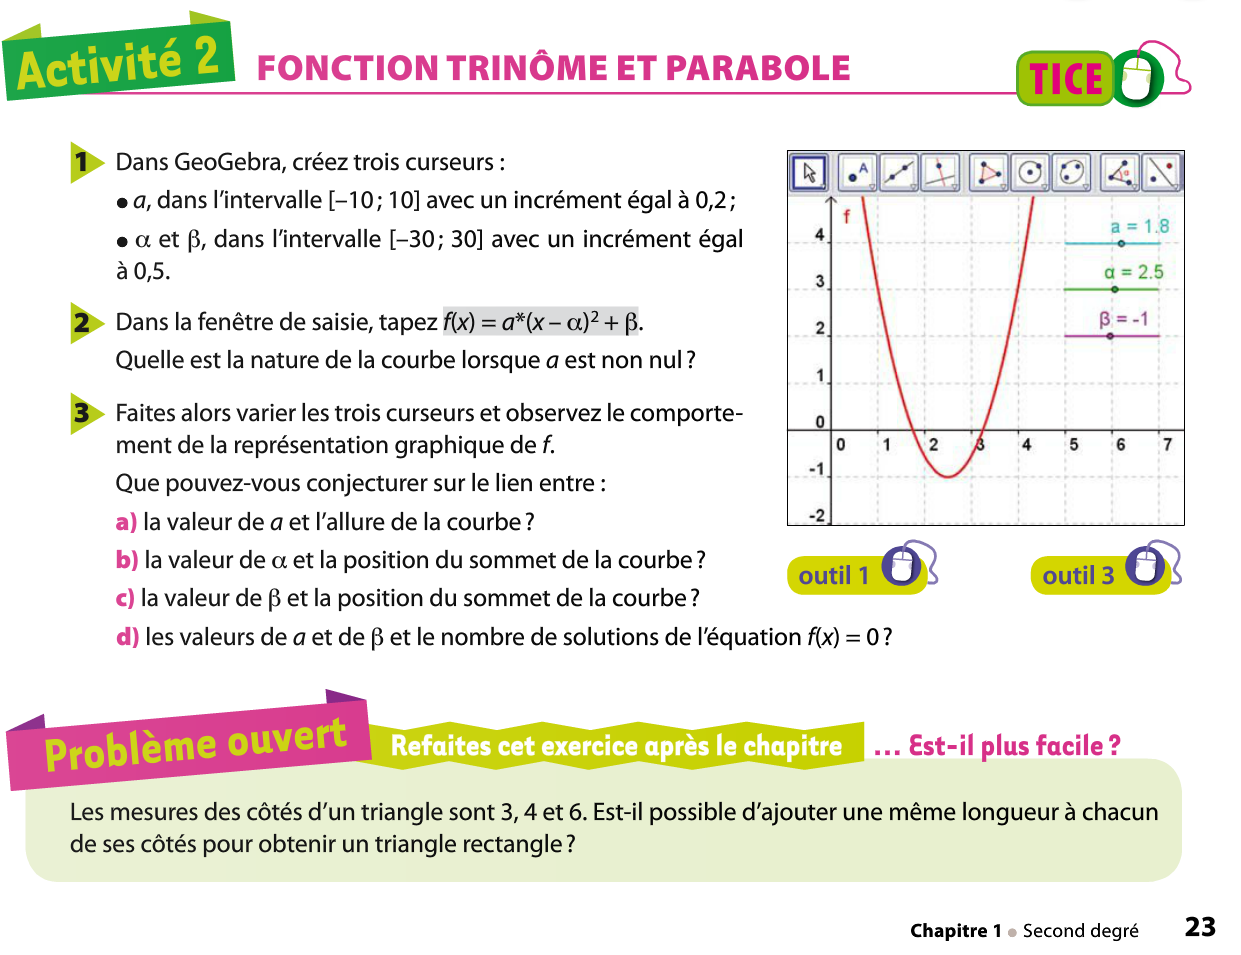 Activité 2
FONCTION TRINÔME ET PARABOLE
TICE
1 Dans GeoGebra, créez trois curseurs :
● a, dans l’intervalle [–10 ; 10] avec un incrément égal à 0,2 ;
● α et β, dans l’intervalle [–30 ; 30] avec un incrément égal
à 0,5.
2 Dans la fenêtre de saisie, tapez f(x) = a*(x – α)² + β.
Quelle est la nature de la courbe lorsque a est non nul ?
3 Faites alors varier les trois curseurs et observez le comporte-
ment de la représentation graphique de f.
Que pouvez-vous conjecturer sur le lien entre :
a) la valeur de a et l’allure de la courbe ?
b) la valeur de α et la position du sommet de la courbe ?
c) la valeur de β et la position du sommet de la courbe ?
d) les valeurs de a et de β et le nombre de solutions de l’équation f(x) = 0 ?
A
α
f
a = 1.8
α = 2.5
β = -1
4
3
2
1
0
-1
-2
0 1 2 3 4 5 6 7
outil 1
outil 3
Problème ouvert
Refaites cet exercice après le chapitre
... Est-il plus facile ?
Les mesures des côtés d’un triangle sont 3, 4 et 6. Est-il possible d’ajouter une même longueur à chacun
de ses côtés pour obtenir un triangle rectangle ?
Chapitre 1 ● Second degré 23